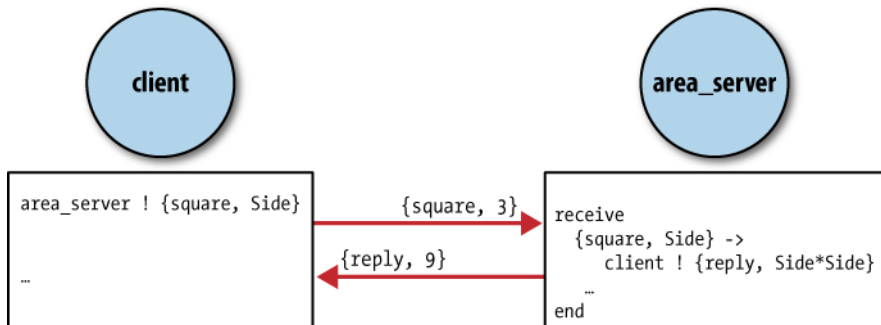 client
area_server
area_server ! {square, Side}
…
{square, 3}
{reply, 9}
receive
{square, Side} ->
client ! {reply, Side*Side}
…
end